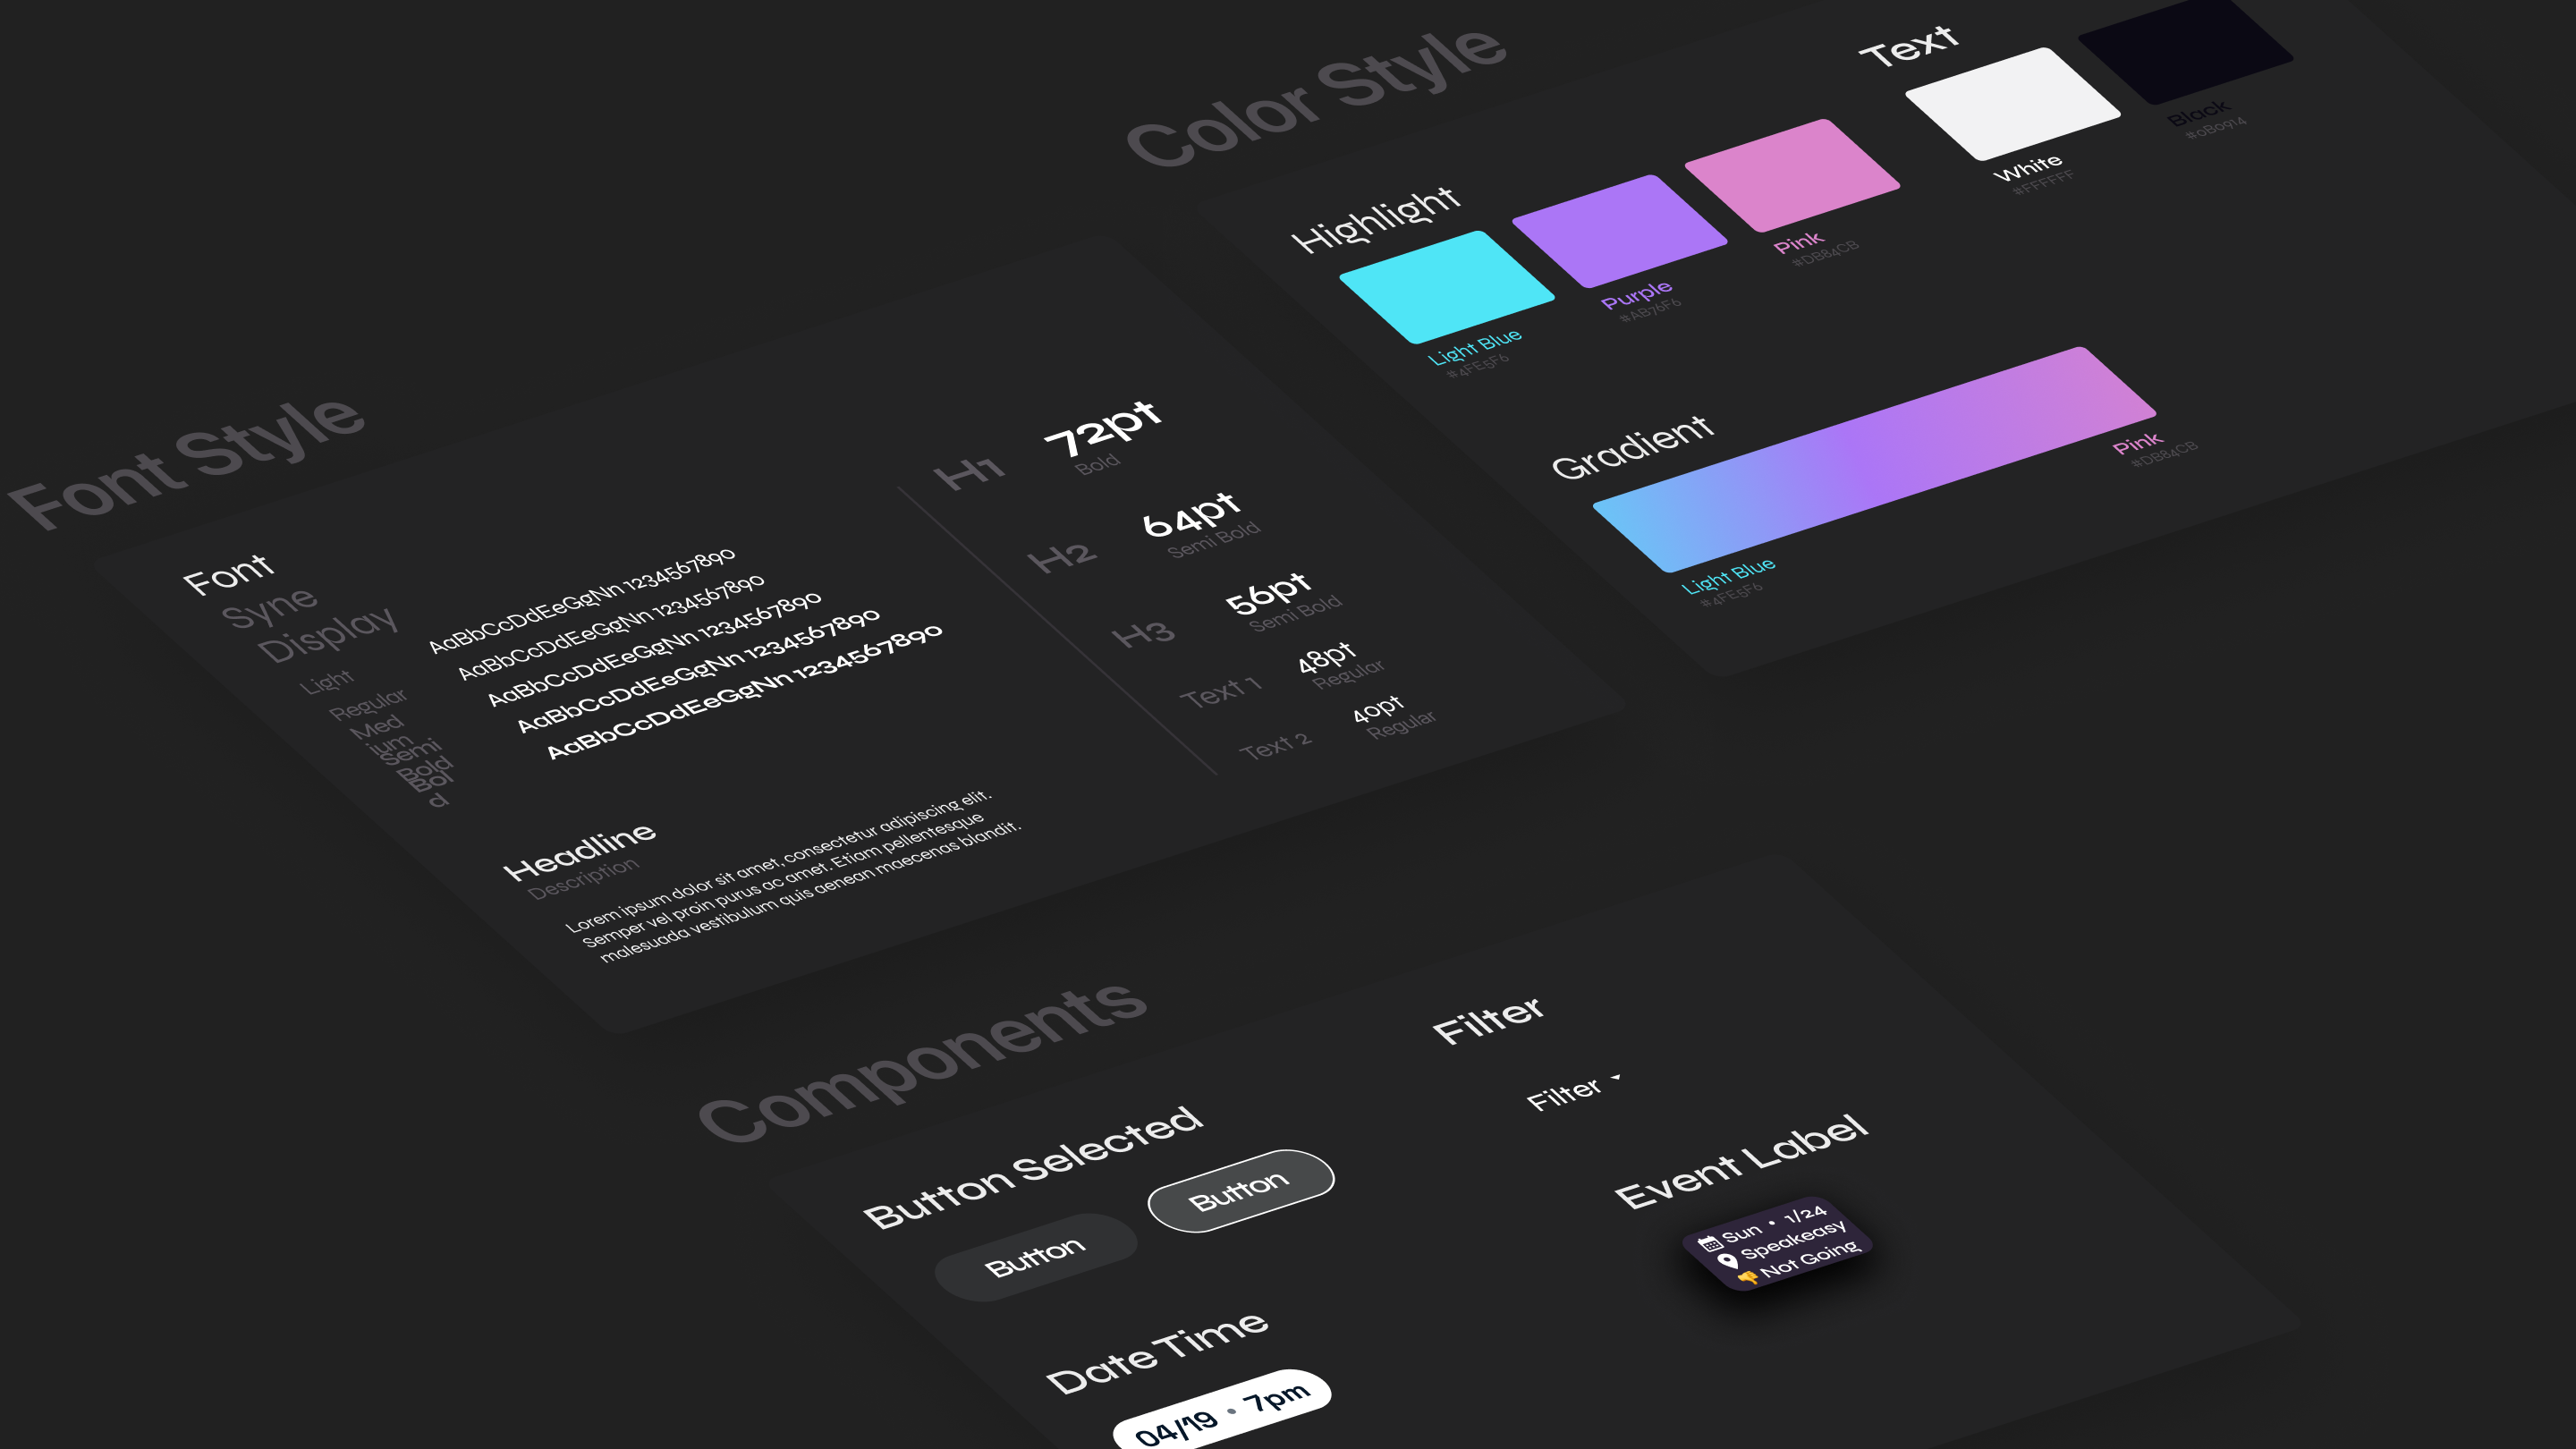 Font Style
Font
Syne
Display
Light
AaBbCcDdEeGgNn 1234567890
Regular
AaBbCcDdEeGgNn 1234567890
Med
ium
AaBbCcDdEeGgNn 1234567890
Semi
Bold
AaBbCcDdEeGgNn 1234567890
Bol
d
AaBbCcDdEeGgNn 1234567890
Headline
Description
Lorem ipsum dolor sit amet, consectetur adipiscing elit.
Semper vel proin purus ac amet. Etiam pellentesque
malesuada vestibulum quis aenean maecenas blandit.
H1
72pt
Bold
H2
64pt
Semi Bold
H3
56pt
Semi Bold
Text 1
48pt
Regular
Text 2
40pt
Regular
Color Style
Highlight
Light Blue
#4FE5F6
Purple
#AB76F6
Pink
#DB84CB
Text
White
#FFFFFF
Black
#0B0914
Gradient
Light Blue
#4FE5F6
Pink
#DB84CB
Components
Button Selected
Button
Button
Date Time
04/19 • 7pm
Filter
Filter
Event Label
Sun • 1/24
Speakeasy
Not Going